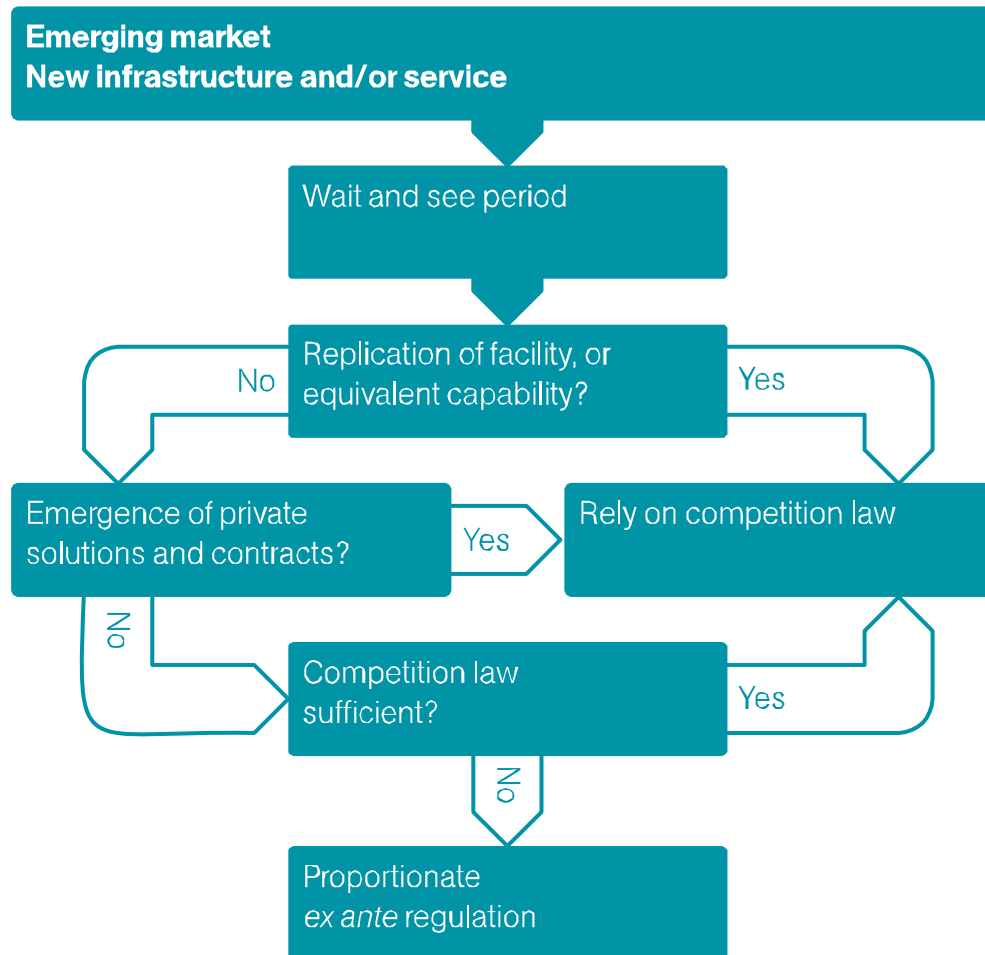 Emerging market
New infrastructure and/or service
Wait and see period
Replication of facility, or
equivalent capability?
No
Yes
Emergence of private
solutions and contracts?
Yes
Rely on competition law
No
Competition law
sufficient?
Yes
No
Proportionate
ex ante regulation